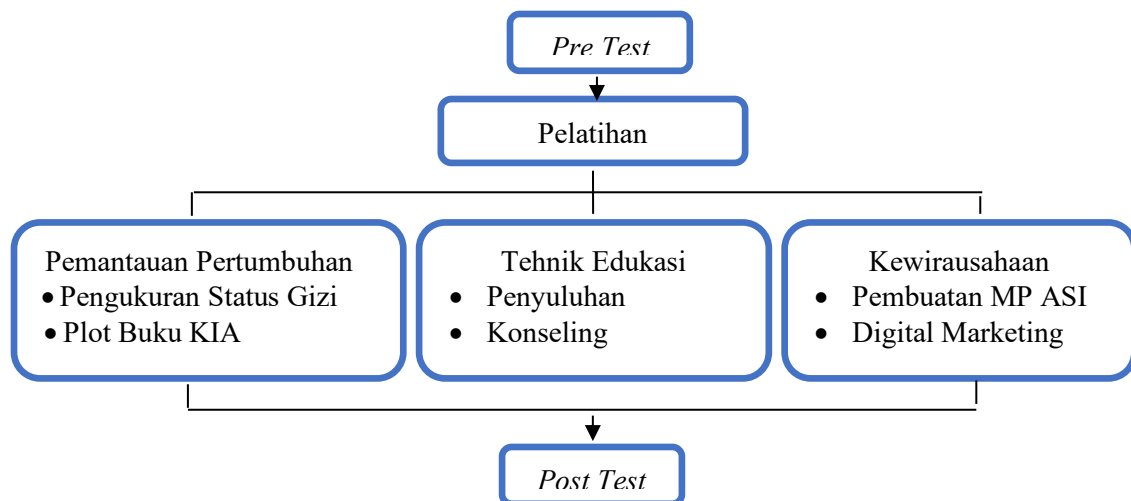 Pre Test
Pelatihan
Pemantauan Pertumbuhan
• Pengukuran Status Gizi
• Plot Buku KIA
Tehnik Edukasi
• Penyuluhan
• Konseling
Kewirausahaan
• Pembuatan MP ASI
• Digital Marketing
Post Test